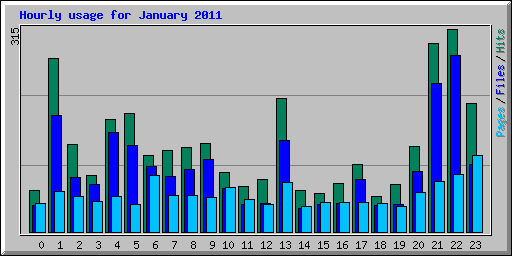 Hourly usage for January 2011
315
Pages / Files / Hits
0 1 2 3 4 5 6 7 8 9 10 11 12 13 14 15 16 17 18 19 20 21 22 23